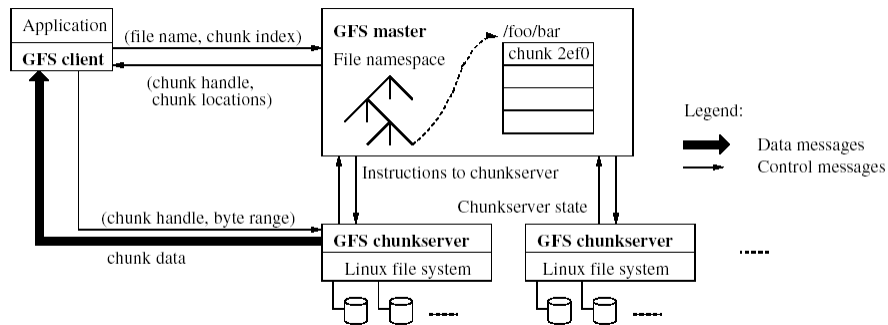 Application
GFS client
(file name, chunk index)
(chunk handle,
chunk locations)
GFS master
File namespace
/foo/bar
chunk 2ef0
Legend:
Data messages
Control messages
Instructions to chunkserver
Chunkserver state
(chunk handle, byte range)
chunk data
GFS chunkserver
Linux file system
GFS chunkserver
Linux file system